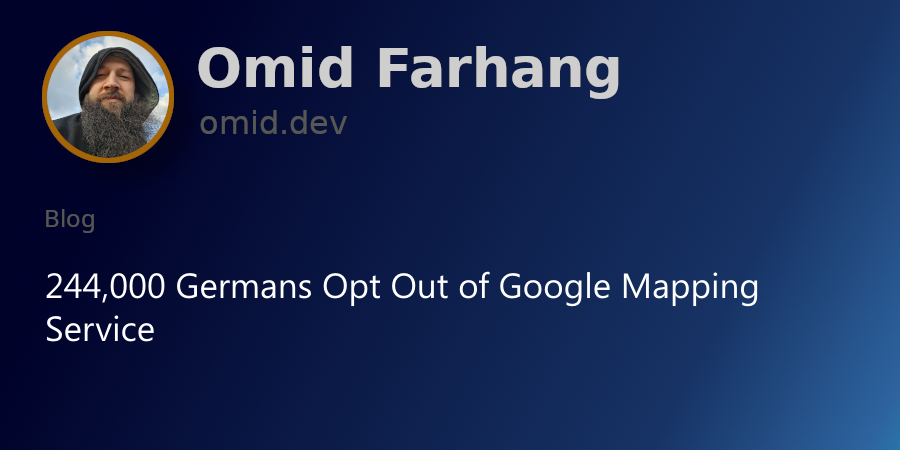 Omid Farhang
omid.dev
Blog
244,000 Germans Opt Out of Google Mapping
Service